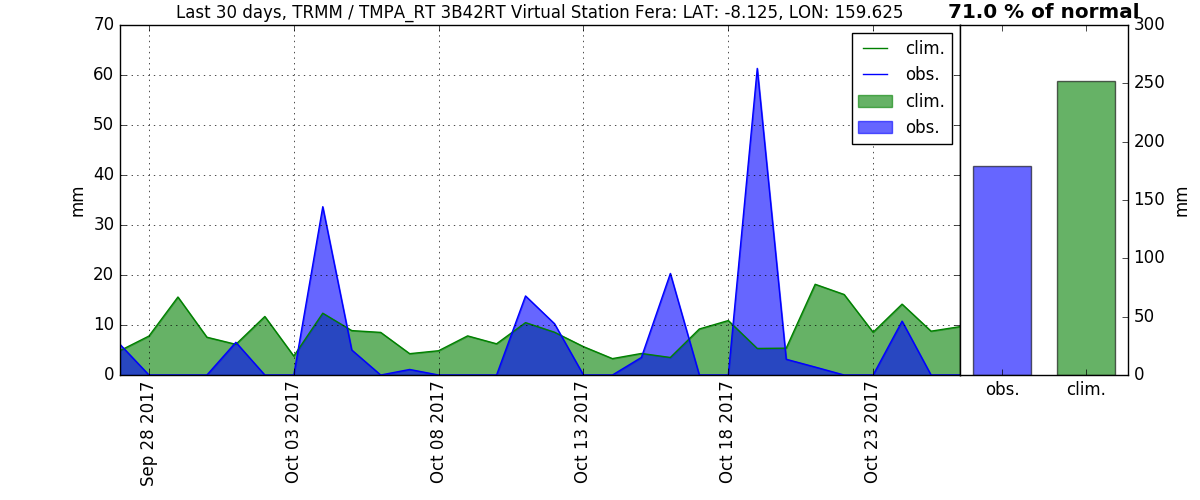 Last 30 days, TRMM / TMPA_RT 3B42RT Virtual Station Fera: LAT: -8.125, LON: 159.625
71.0 % of normal
70
60
50
40
30
20
10
0
mm
Sep 28 2017
Oct 03 2017
Oct 08 2017
Oct 13 2017
Oct 18 2017
Oct 23 2017
clim.
obs.
clim.
obs.
300
250
200
150
100
50
0
mm
obs.
clim.